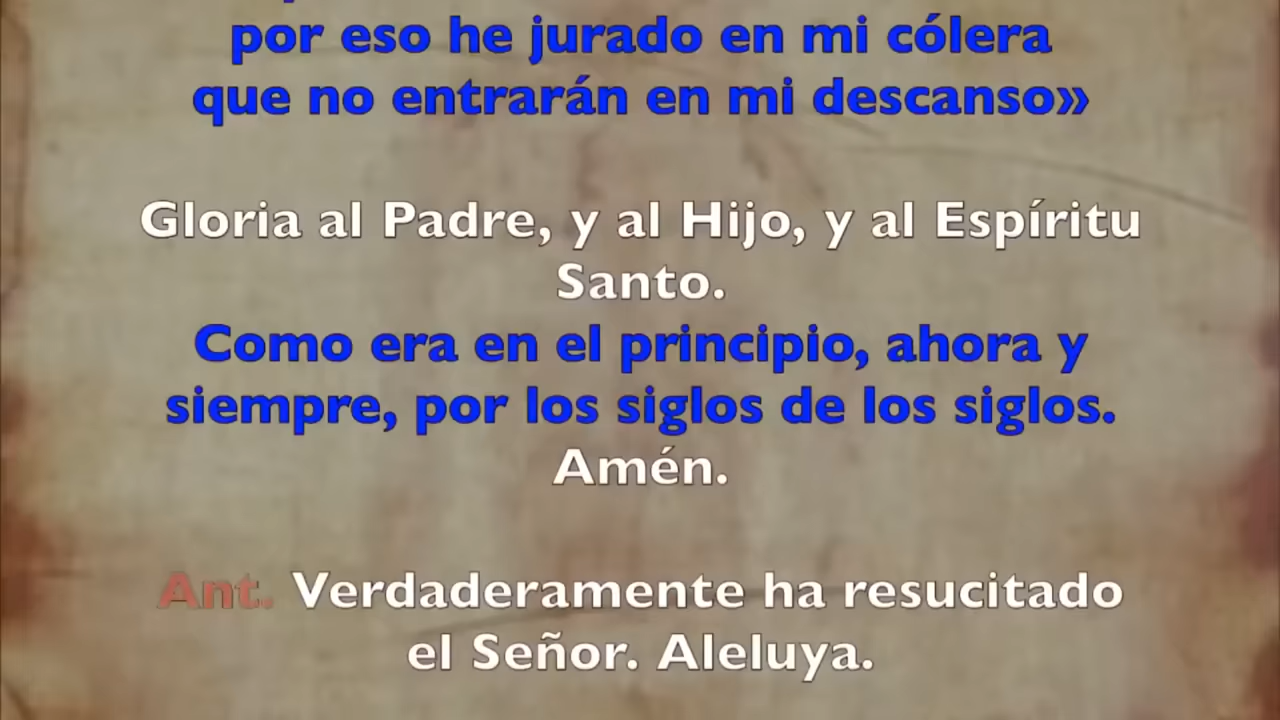 por eso he jurado en mi cólera
que no entrarán en mi descanso»
Gloria al Padre, y al Hijo, y al Espíritu
Santo.
Como era en el principio, ahora y
siempre, por los siglos de los siglos.
Amén.
Ant. Verdaderamente ha resucitado
el Señor. Aleluya.